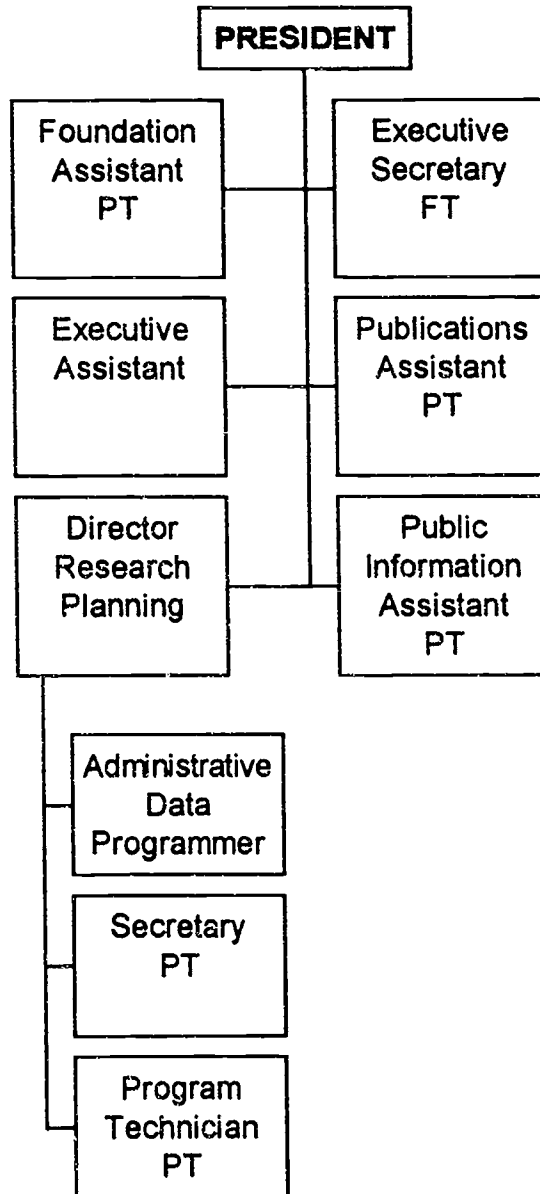 PRESIDENT
Foundation
Assistant
PT
Executive
Secretary
FT
Executive
Assistant
Publications
Assistant
PT
Director
Research
Planning
Public
Information
Assistant
PT
Administrative
Data
Programmer
Secretary
PT
Program
Technician
PT